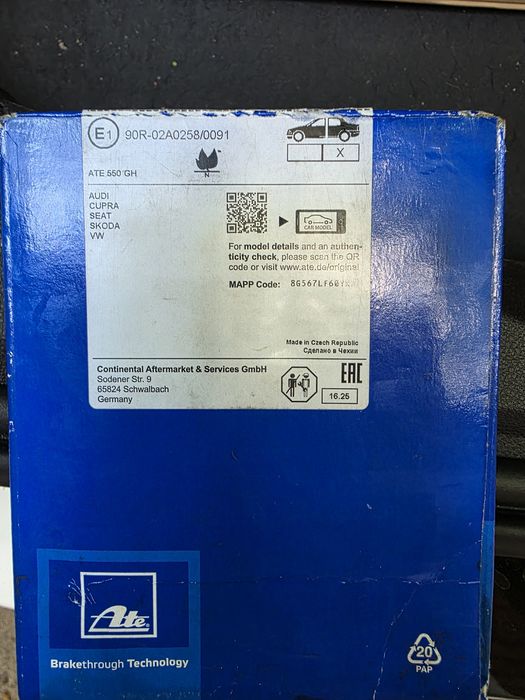 E1 90R-02A0258/0091
X
N
ATE 550 GH
AUDI
CUPRA
SEAT
SKODA
VW
CAR MODEL
For model details and an authen-
ticity check, please scan the QR
code or visit www.ate.de/original
MAPP Code:
Made in Czech Republic
Сделано в Чехии
Continental Aftermarket & Services GmbH
Sodener Str. 9
65824 Schwalbach
Germany
EAC
16.25
Ate
Brakethrough Technology
20
PAP